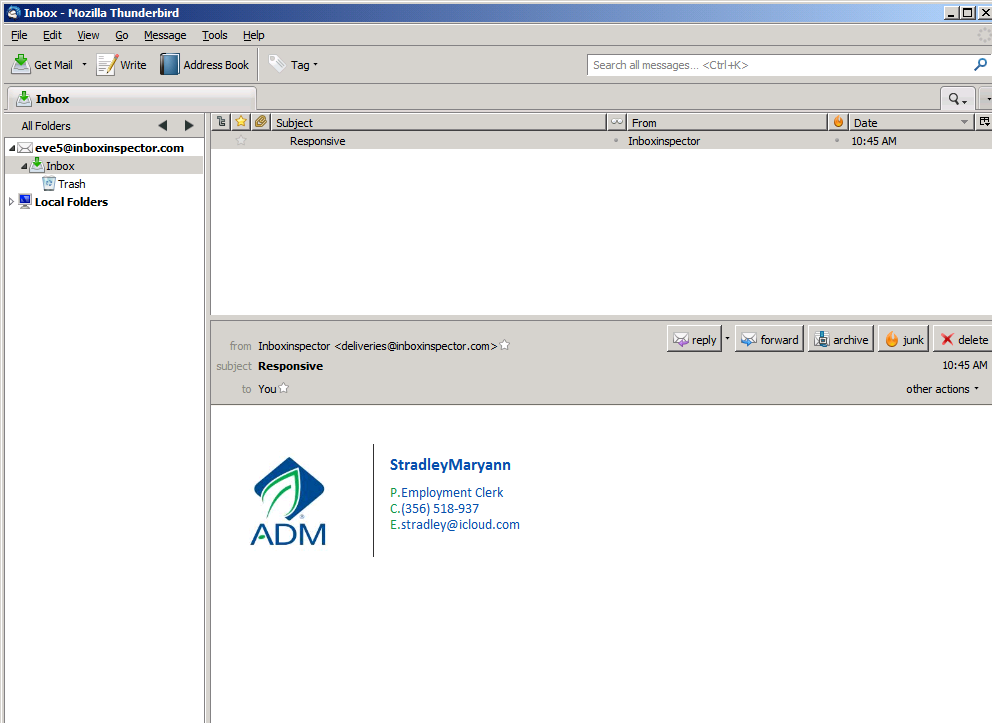 Inbox - Mozilla Thunderbird
File Edit View Go Message Tools Help
Get Mail Write Address Book Tag Search all messages... <Ctrl+K>
Inbox
All Folders
eve5@inboxinspector.com
Inbox
Trash
Local Folders
Subject From Date
Responsive Inboxinspector 10:45 AM
reply forward archive junk delete
from Inboxinspector <deliveries@inboxinspector.com>
subject Responsive 10:45 AM
to You other actions
ADM®
StradleyMaryann
P.Employment Clerk
C.(356) 518-937
E.stradley@icloud.com